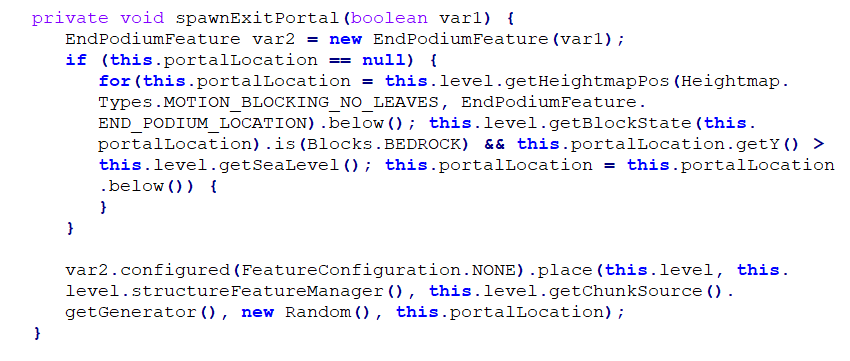 private void spawnExitPortal(boolean var1) {
EndPodiumFeature var2 = new EndPodiumFeature(var1);
if (this.portalLocation == null) {
for(this.portalLocation = this.level.getHeightmapPos(Heightmap.
Types.MOTION_BLOCKING_NO_LEAVES, EndPodiumFeature.
END_PODIUM_LOCATION).below(); this.level.getBlockState(this.
portalLocation).is(Blocks.BEDROCK) && this.portalLocation.getY() >
this.level.getSeaLevel(); this.portalLocation = this.portalLocation
.below()) {
}
}
var2.configured(FeatureConfiguration.NONE).place(this.level, this.
level.structureFeatureManager(), this.level.getChunkSource().
getGenerator(), new Random(), this.portalLocation);
}